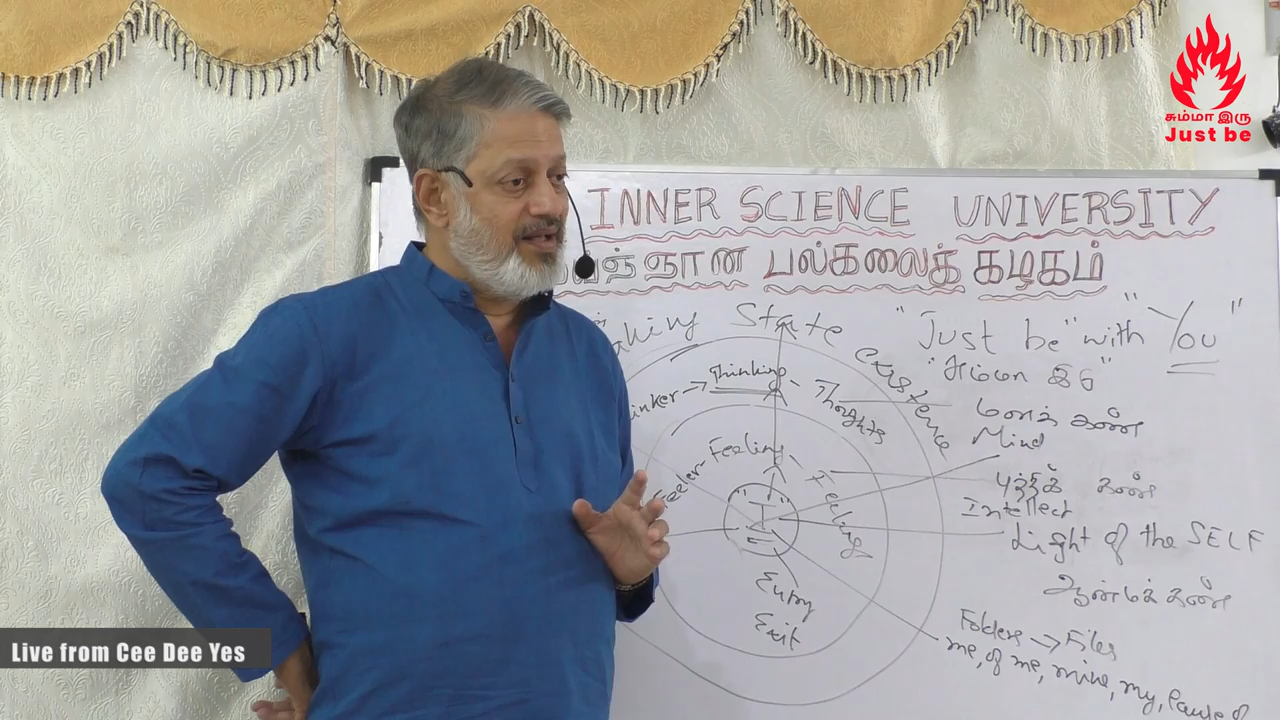 சும்மா இரு
Just be
INNER SCIENCE UNIVERSITY
பல்கலைக் கழகம்
State existence
"Just be" with "You"
"சும்மா இரு"
Thinking
Thoghts
மனக் கண்
Mind
Feeler - Feeling - Feelings
புத்திக் கண்
Intellect
Light of the SELF
ஆன்மக் கண்
I
Entry
Exit
Folders → Files
me, of me, mine, my,
Live from Cee Dee Yes